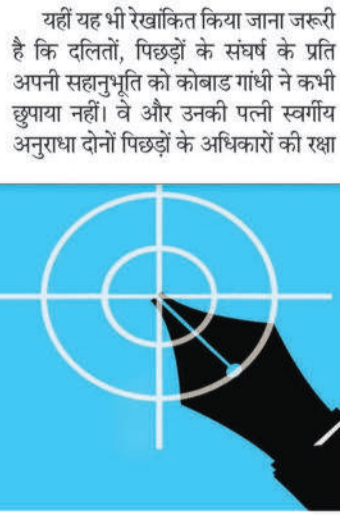 यहीं यह भी रेखांकित किया जाना जरूरी
है कि दलितों, पिछड़ों के संघर्ष के प्रति
अपनी सहानुभूति को कोबाड गांधी ने कभी
छुपाया नहीं। वे और उनकी पत्नी स्वर्गीय
अनुराधा दोनों पिछड़ों के अधिकारों की रक्षा